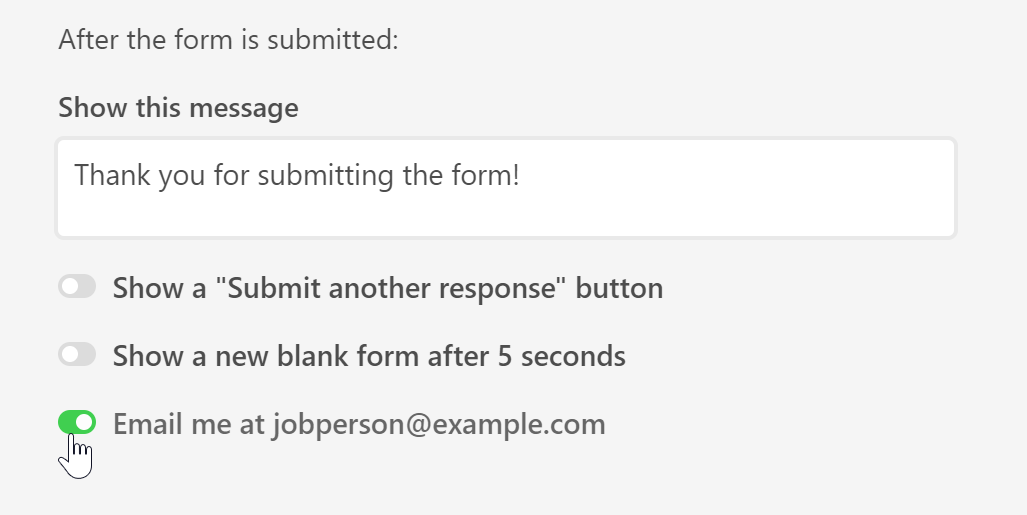 After the form is submitted:
Show this message
Thank you for submitting the form!
Show a "Submit another response" button
Show a new blank form after 5 seconds
Email me at jobperson@example.com